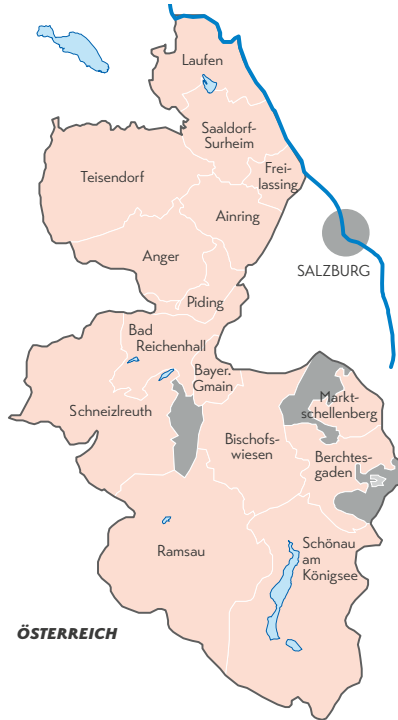 Laufen
Saaldorf-
Surheim
Frei-
lassing
Teisendorf
Ainring
Anger
SALZBURG
Piding
Bad
Reichenhall
Bayer.
Gmain
Schneizlreuth
Markt-
schellenberg
Bischofs-
wiesen
Berchtes-
gaden
Ramsau
Schönau
am
Königsee
ÖSTERREICH